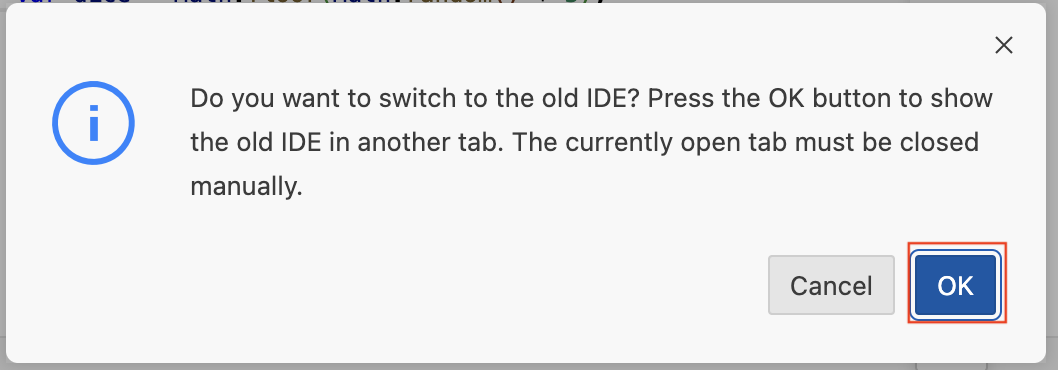 Do you want to switch to the old IDE? Press the OK button to show
the old IDE in another tab. The currently open tab must be closed
manually.
Cancel
OK